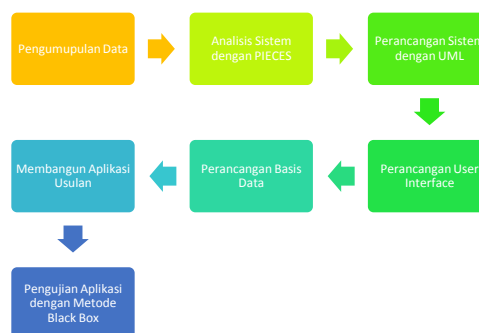 Pengumupulan Data
Analisis Sistem
dengan PIECES
Perancangan Sistem
dengan UML
Perancangan User
Interface
Perancangan Basis
Data
Membangun Aplikasi
Usulan
Pengujian Aplikasi
dengan Metode
Black Box